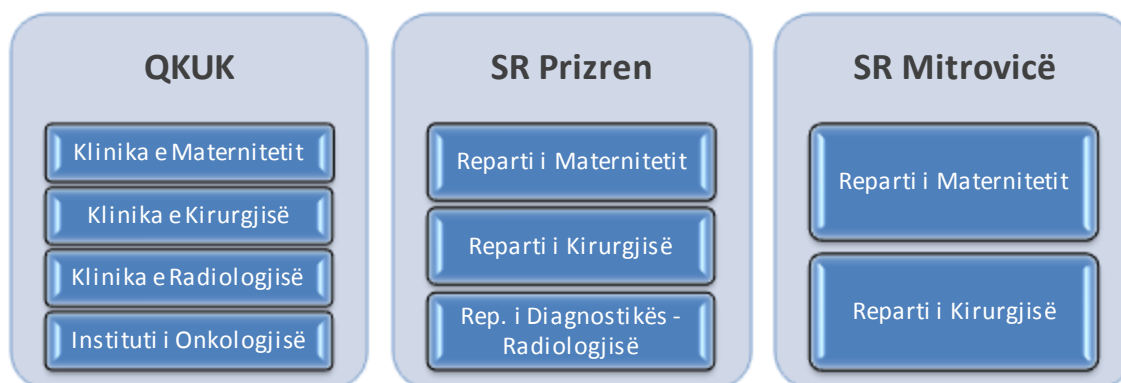 QKUK
Klinika e Maternitetit
Klinika e Kirurgjisë
Klinika e Radiologjisë
Instituti i Onkologjisë
SR Prizren
Reparti i Maternitetit
Reparti i Kirurgjisë
Rep. i Diagnostikës -
Radiologjisë
SR Mitrovicë
Reparti i Maternitetit
Reparti i Kirurgjisë